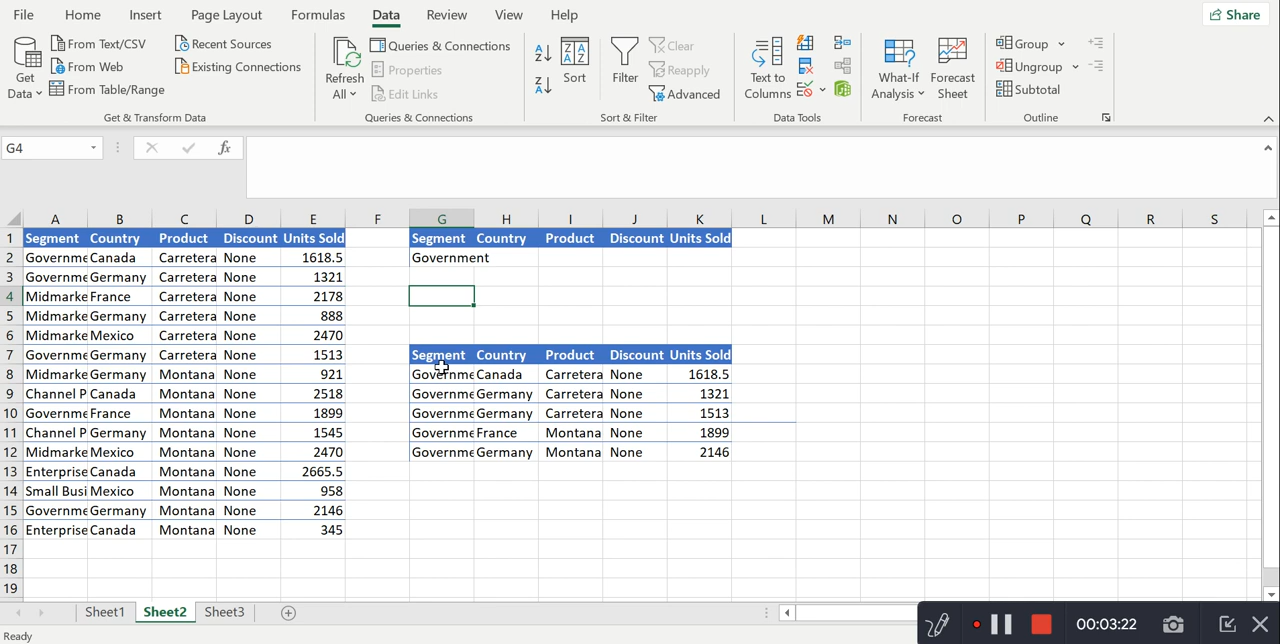 File Home Insert Page Layout Formulas Data Review View Help Share
Get Data From Text/CSV From Web From Table/Range Recent Sources Existing Connections
Get & Transform Data
Refresh All Queries & Connections Properties Edit Links
Queries & Connections
Sort Filter Clear Reapply Advanced
Sort & Filter
Text to Columns
Data Tools
What-If Analysis Forecast Sheet
Forecast
Group Ungroup Subtotal
Outline
G4 fx
A B C D E F G H I J K L M N O P Q R S
1 Segment Country Product Discount Units Sold Segment Country Product Discount Units Sold
2 Governme Canada Carretera None 1618.5 Government
3 Governme Germany Carretera None 1321
4 Midmarke France Carretera None 2178
5 Midmarke Germany Carretera None 888
6 Midmarke Mexico Carretera None 2470
7 Governme Germany Carretera None 1513 Segment Country Product Discount Units Sold
8 Midmarke Germany Montana None 921 Governme Canada Carretera None 1618.5
9 Channel P Canada Montana None 2518 Governme Germany Carretera None 1321
10 Governme France Montana None 1899 Governme Germany Carretera None 1513
11 Channel P Germany Montana None 1545 Governme France Montana None 1899
12 Midmarke Mexico Montana None 2470 Governme Germany Montana None 2146
13 Enterprise Canada Montana None 2665.5
14 Small Busi Mexico Montana None 958
15 Governme Germany Montana None 2146
16 Enterprise Canada Montana None 345
17
18
19
Sheet1 Sheet2 Sheet3
Ready 00:03:22